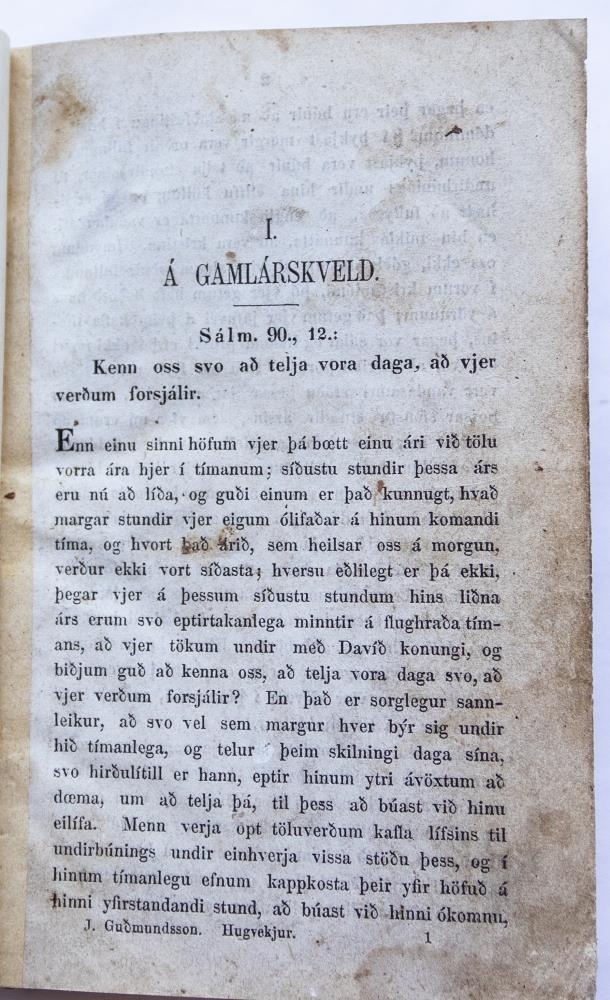 I.
Á GAMLÁRSKVELD.
Sálm. 90., 12.:
Kenn oss svo að telja vora daga, að vjer
verðum forsjálir.
Enn einu sinni höfum vjer þá bœtt einu ári við tölu
vorra ára hjer í tímanum; síðustu stundir þessa árs
eru nú að líða, og guði einum er það kunnugt, hvað
margar stundir vjer eigum ólifaðar á hinum komandi
tíma, og hvort það árið, sem heilsar oss á morgun,
verður ekki vort síðasta; hversu eðlilegt er þá ekki,
þegar vjer á þessum síðustu stundum hins liðna
árs erum svo eptirtakanlega minntir á flughraða tím-
ans, að vjer tökum undir með Davíð konungi, og
biðjum guð að kenna oss, að telja vora daga svo, að
vjer verðum forsjálir? En það er sorglegur sann-
leikur, að svo vel sem margur hver býr sig undir
hið tímanlega, og telur í þeim skilningi daga sína,
svo hirðulítill er hann, eptir hinum ytri ávöxtum að
dœma, um að telja þá, til þess að búast við hinu
eilífa. Menn verja opt töluverðum kafla lífsins til
undirbúnings undir einhverja vissa stöðu þess, og í
hinum tímanlegu efnum kappkosta þeir yfir höfuð á
hinni yfirstandandi stund, að búast við hinni ókomnu,
J. Guðmundsson. Hugvekjur. 1